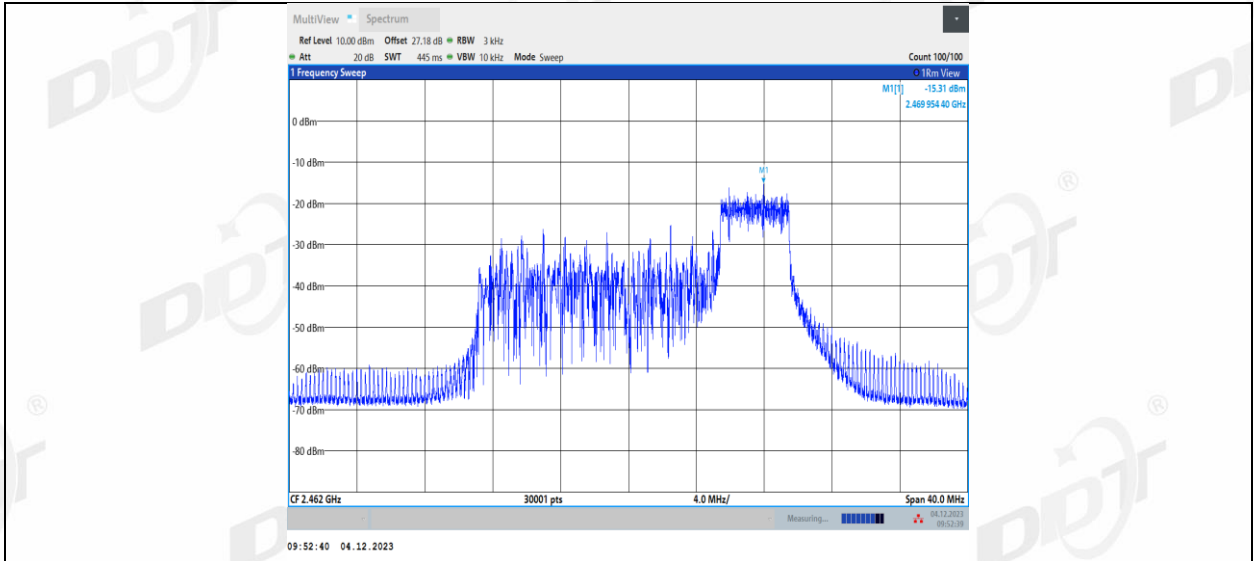 MultiView Spectrum
Ref Level 10.00 dBm Offset 27.18 dB RBW 3 kHz
Att 20 dB SWT 445 ms VBW 10 kHz Mode Sweep Count 100/100
1 Frequency Sweep 1Rm View
M1[1] -15.31 dBm
2.469 954 40 GHz
0 dBm
-10 dBm
M1
-20 dBm
-30 dBm
-40 dBm
-50 dBm
-60 dBm
-70 dBm
-80 dBm
CF 2.462 GHz 30001 pts 4.0 MHz/ Span 40.0 MHz
Measuring... 04.12.2023
09:52:39
09:52:40 04.12.2023
DDT
®